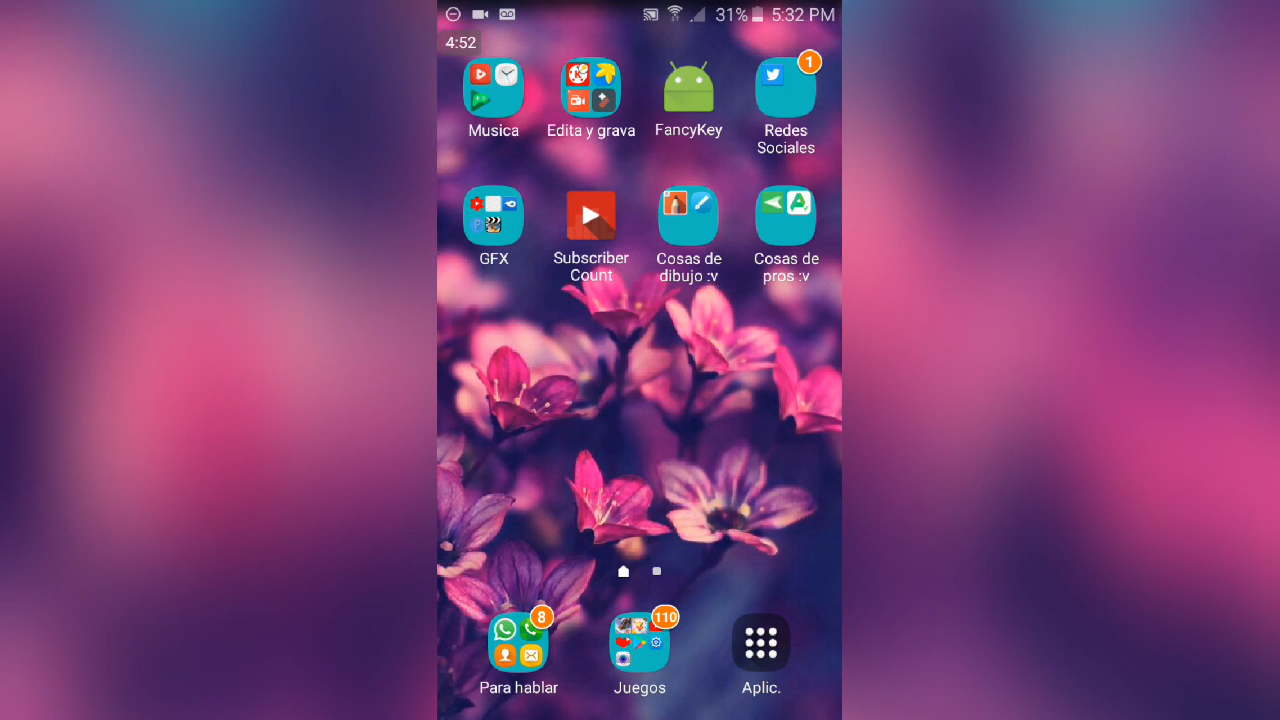 31% 5:32 PM
4:52
1
Musica
Edita y grava
FancyKey
Redes
Sociales
GFX
Subscriber
Count
Cosas de
dibujo :v
Cosas de
pros :v
8
110
Para hablar
Juegos
Aplic.